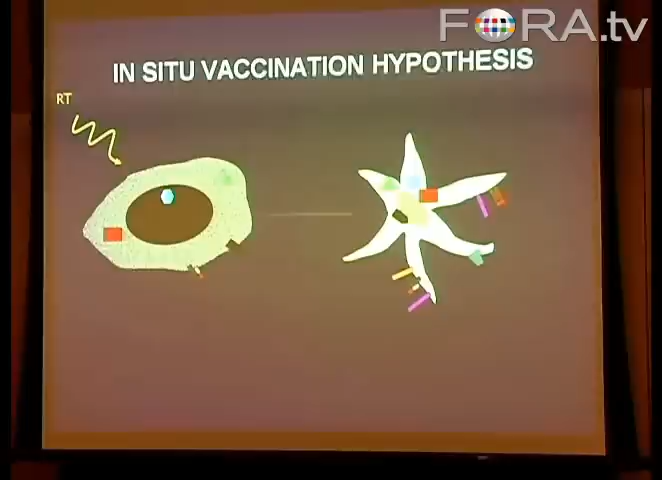 FORA.tv
IN SITU VACCINATION HYPOTHESIS
RT